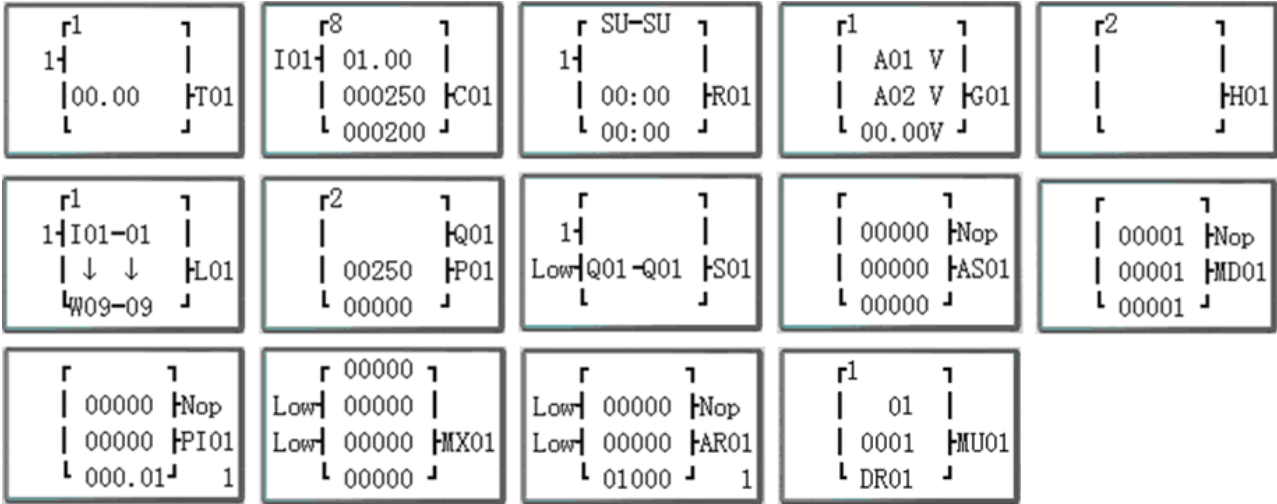 1
1
00.00 T01
8
I01 01.00
000250 C01
000200
SU-SU
1
00:00 R01
00:00
1
A01 V
A02 V G01
00.00V
2
H01
1
1 I01-01
↓ ↓ L01
W09-09
2
Q01
00250 P01
00000
1
Low Q01-Q01 S01
00000 Nop
00000 AS01
00000
00001 Nop
00001 MD01
00001
00000 Nop
00000 PI01
000.01 1
00000
Low 00000
Low 00000 MX01
00000
Low 00000 Nop
Low 00000 AR01
01000 1
1
01
0001 MU01
DR01